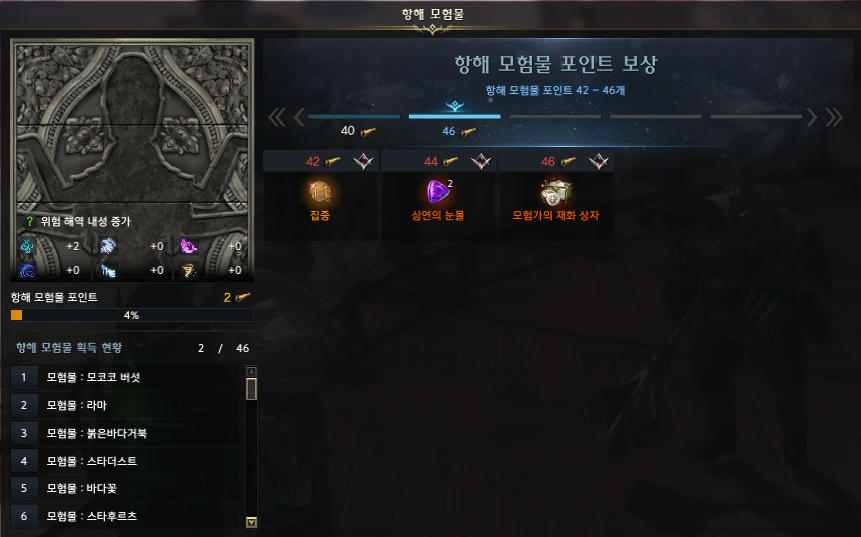 항해 모험물
항해 모험물 포인트 보상
항해 모험물 포인트 42 ~ 46개
40
46
42
44
46
2
집중
심연의 눈물
모험가의 재화 상자
? 위험 해역 내성 증가
+2 +0 +0
+0 +0 +0
항해 모험물 포인트 2
4%
항해 모험물 획득 현황 2 / 46
1 모험물 : 모코코 버섯
2 모험물 : 라마
3 모험물 : 붉은바다거북
4 모험물 : 스타더스트
5 모험물 : 바다꽃
6 모험물 : 스타후르츠